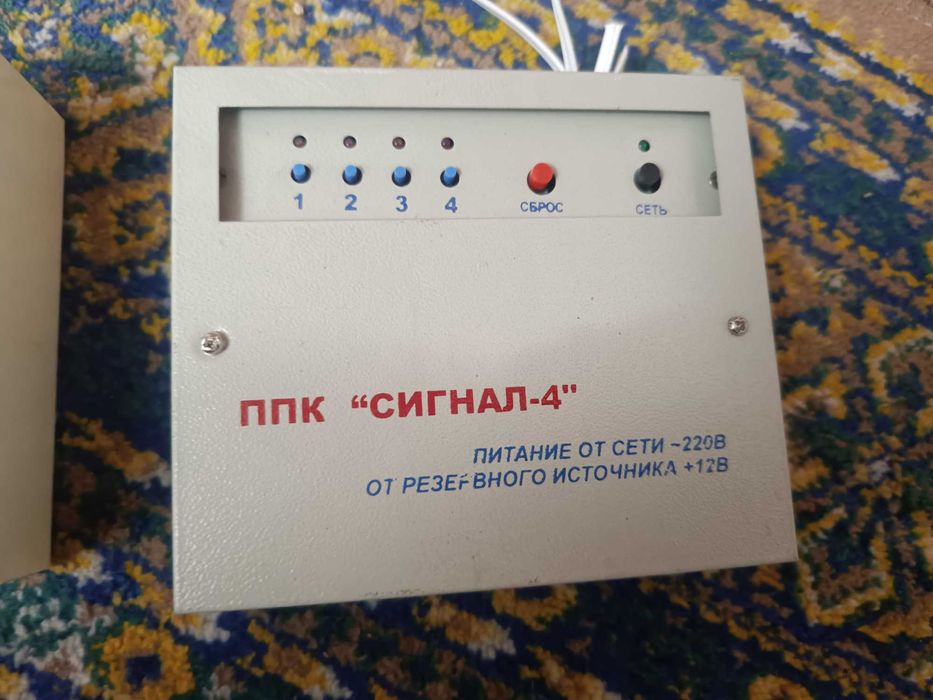 1 2 3 4 СБРОС СЕТЬ
ППК “СИГНАЛ-4"
ПИТАНИЕ ОТ СЕТИ ~220В
ОТ РЕЗЕРВНОГО ИСТОЧНИКА +12В